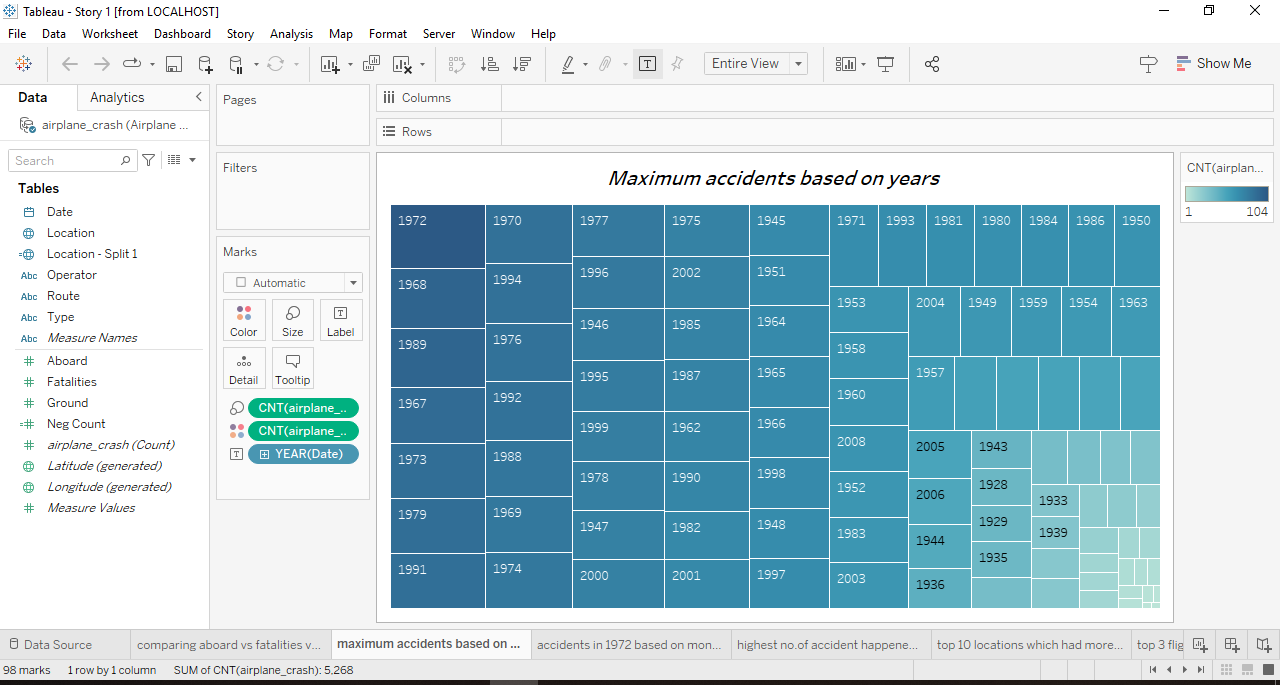 Tableau - Story 1 [from LOCALHOST]
File Data Worksheet Dashboard Story Analysis Map Format Server Window Help
Entire View
Show Me
Data Analytics
airplane_crash (Airplane ...
Search
Tables
Date
Location
Location - Split 1
Abc Operator
Abc Route
Abc Type
Abc Measure Names
Aboard
Fatalities
Ground
Neg Count
airplane_crash (Count)
Latitude (generated)
Longitude (generated)
Measure Values
Pages
Filters
Marks
Automatic
Color Size Label
Detail Tooltip
CNT(airplane_..
CNT(airplane_..
YEAR(Date)
Columns
Rows
Maximum accidents based on years
1972
1968
1989
1967
1973
1979
1991
1970
1994
1976
1992
1988
1969
1974
1977
1996
1946
1995
1999
1978
1947
2000
1975
2002
1985
1987
1962
1990
1982
2001
1945
1951
1964
1965
1966
1998
1948
1997
1971 1993 1981 1980 1984 1986 1950
1953
1958
1960
2008
1952
1983
2003
2004 1949 1959 1954 1963
1957
2005
2006
1944
1936
1943
1928
1929
1935
1933
1939
CNT(airplan...
1 104
Data Source
comparing aboard vs fatalities v...
maximum accidents based on ...
accidents in 1972 based on mon...
highest no.of accident happene...
top 10 locations which had more...
top 3 flig
98 marks 1 row by 1 column SUM of CNT(airplane_crash): 5,268